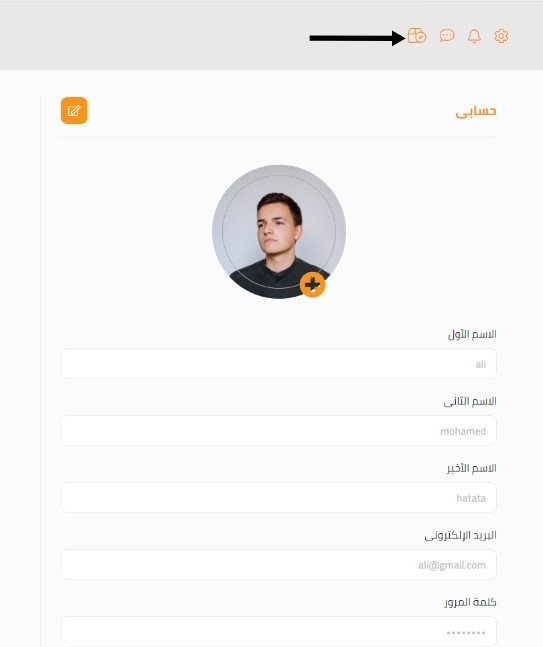 حسابى
الاسم الأول
ali
الاسم الثانى
mohamed
الاسم الأخير
hatata
البريد الإلكترونى
ali@gmail.com
كلمة المرور
********